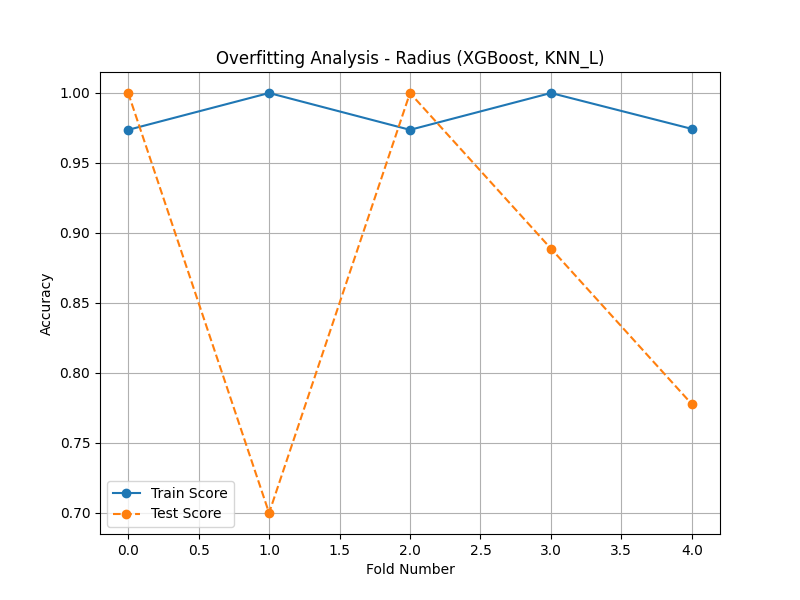 Overfitting Analysis - Radius (XGBoost, KNN_L)
1.00
0.95
0.90
0.85
0.80
0.75
0.70
Accuracy
Train Score
Test Score
0.0 0.5 1.0 1.5 2.0 2.5 3.0 3.5 4.0
Fold Number